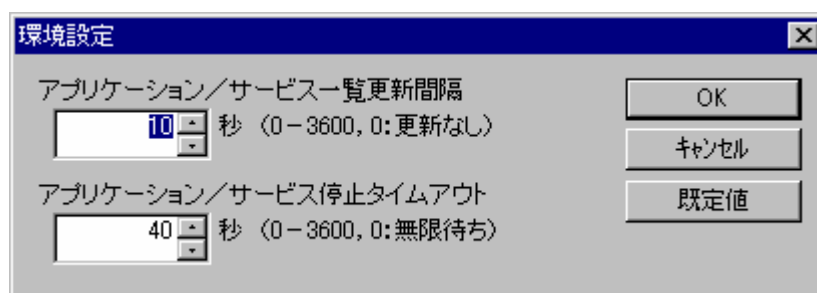 環境設定
アプリケーション／サービス一覧更新間隔
10 秒 (0-3600, 0:更新なし)
アプリケーション／サービス停止タイムアウト
40 秒 (0-3600, 0:無限待ち)
OK
ｷｬﾝｾﾙ
既定値